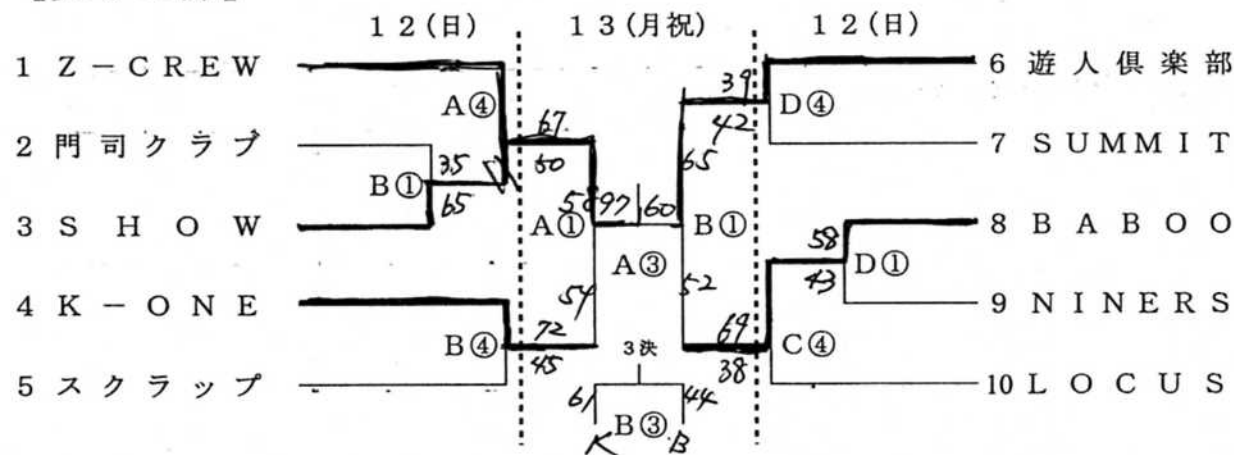 12(日) 13(月祝) 12(日)
1 Z-CREW
2 門司クラブ
3 SHOW
4 K-ONE
5 スクラップ
6 遊人倶楽部
7 SUMMIT
8 BABOO
9 NINERS
10 LOCUS
A④
B①
35
65
B④
67
50
A①
54
72
45
97 60
A③
3決
61 44
B③
K B
39
42
65
B①
52
69
38
D④
58
43
D①
C④